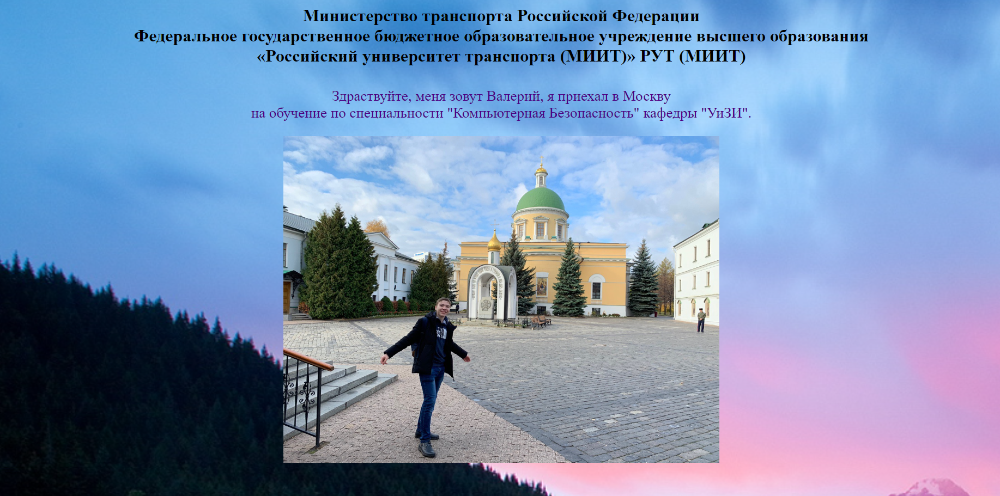 Министерство транспорта Российской Федерации
Федеральное государственное бюджетное образовательное учреждение высшего образования
«Российский университет транспорта (МИИТ)» РУТ (МИИТ)
Здраствуйте, меня зовут Валерий, я приехал в Москву
на обучение по специальности "Компьютерная Безопасность" кафедры "УиЗИ".